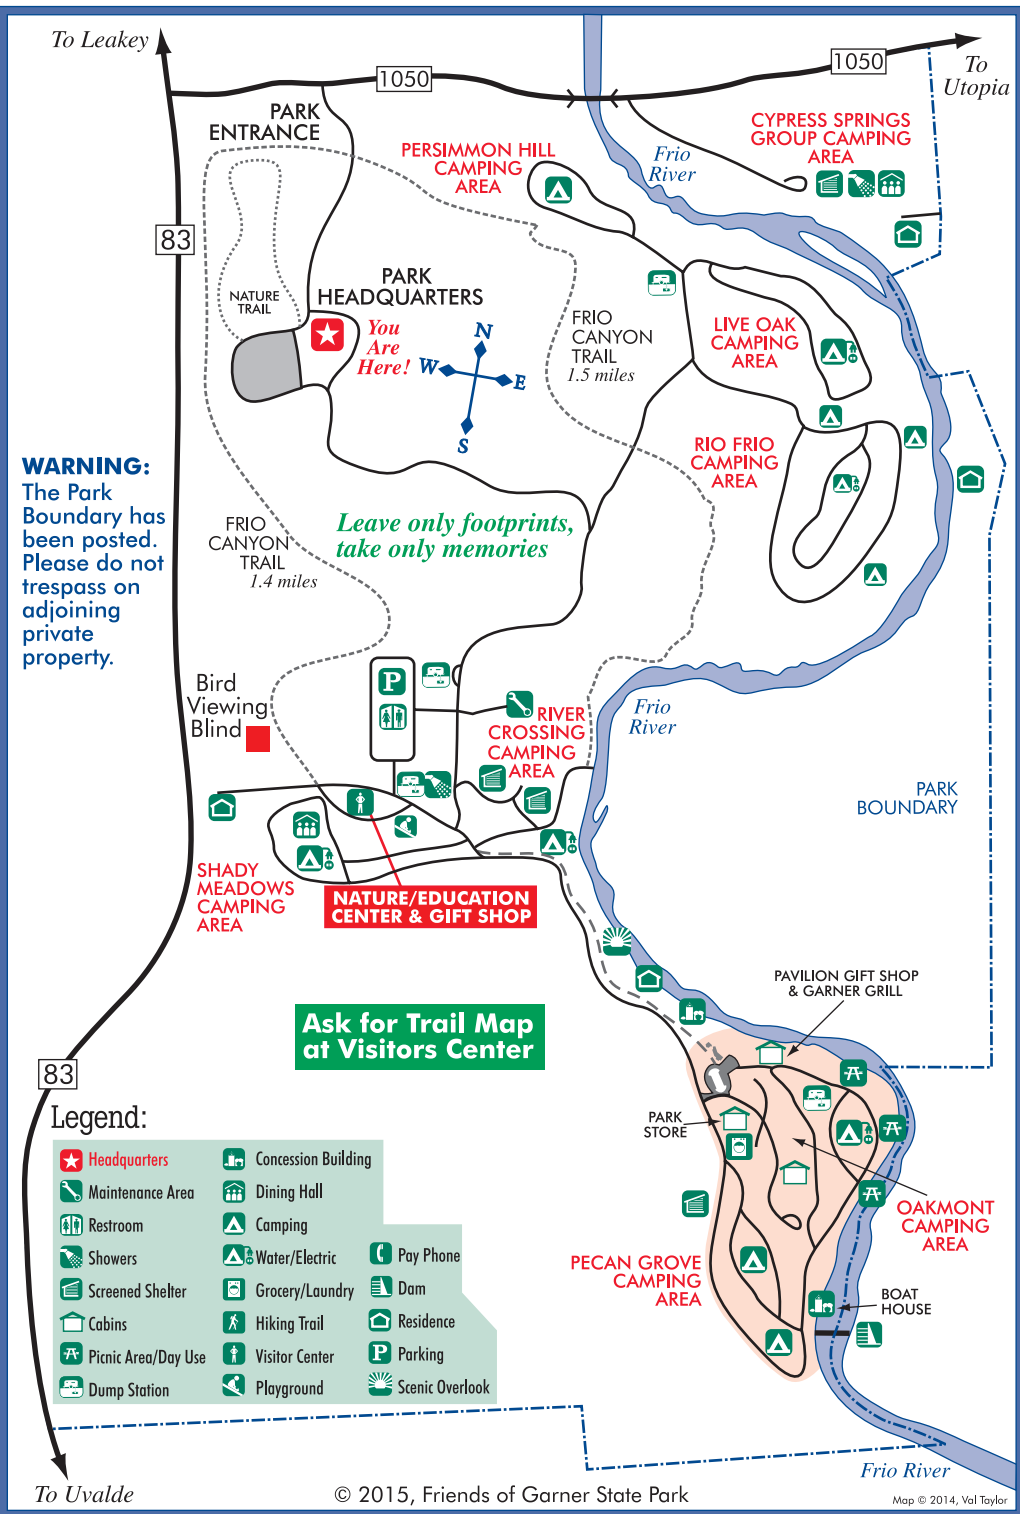 To Leakey
1050
1050
To
Utopia
PARK
ENTRANCE
PERSIMMON HILL
CAMPING
AREA
Frio
River
CYPRESS SPRINGS
GROUP CAMPING
AREA
83
NATURE
TRAIL
PARK
HEADQUARTERS
You
Are
Here!
N
W
E
S
FRIO
CANYON
TRAIL
1.5 miles
LIVE OAK
CAMPING
AREA
RIO FRIO
CAMPING
AREA
WARNING:
The Park
Boundary has
been posted.
Please do not
trespass on
adjoining
private
property.
FRIO
CANYON
TRAIL
1.4 miles
Leave only footprints,
take only memories
Bird
Viewing
Blind
P
RIVER
CROSSING
CAMPING
AREA
Frio
River
PARK
BOUNDARY
SHADY
MEADOWS
CAMPING
AREA
NATURE/EDUCATION
CENTER & GIFT SHOP
PAVILION GIFT SHOP
& GARNER GRILL
Ask for Trail Map
at Visitors Center
83
PARK
STORE
OAKMONT
CAMPING
AREA
PECAN GROVE
CAMPING
AREA
BOAT
HOUSE
Legend:
Headquarters
Maintenance Area
Restroom
Showers
Screened Shelter
Cabins
Picnic Area/Day Use
Dump Station
Concession Building
Dining Hall
Camping
Water/Electric
Grocery/Laundry
Hiking Trail
Visitor Center
Playground
Pay Phone
Dam
Residence
P Parking
Scenic Overlook
Frio River
To Uvalde
© 2015, Friends of Garner State Park
Map © 2014, Val Taylor